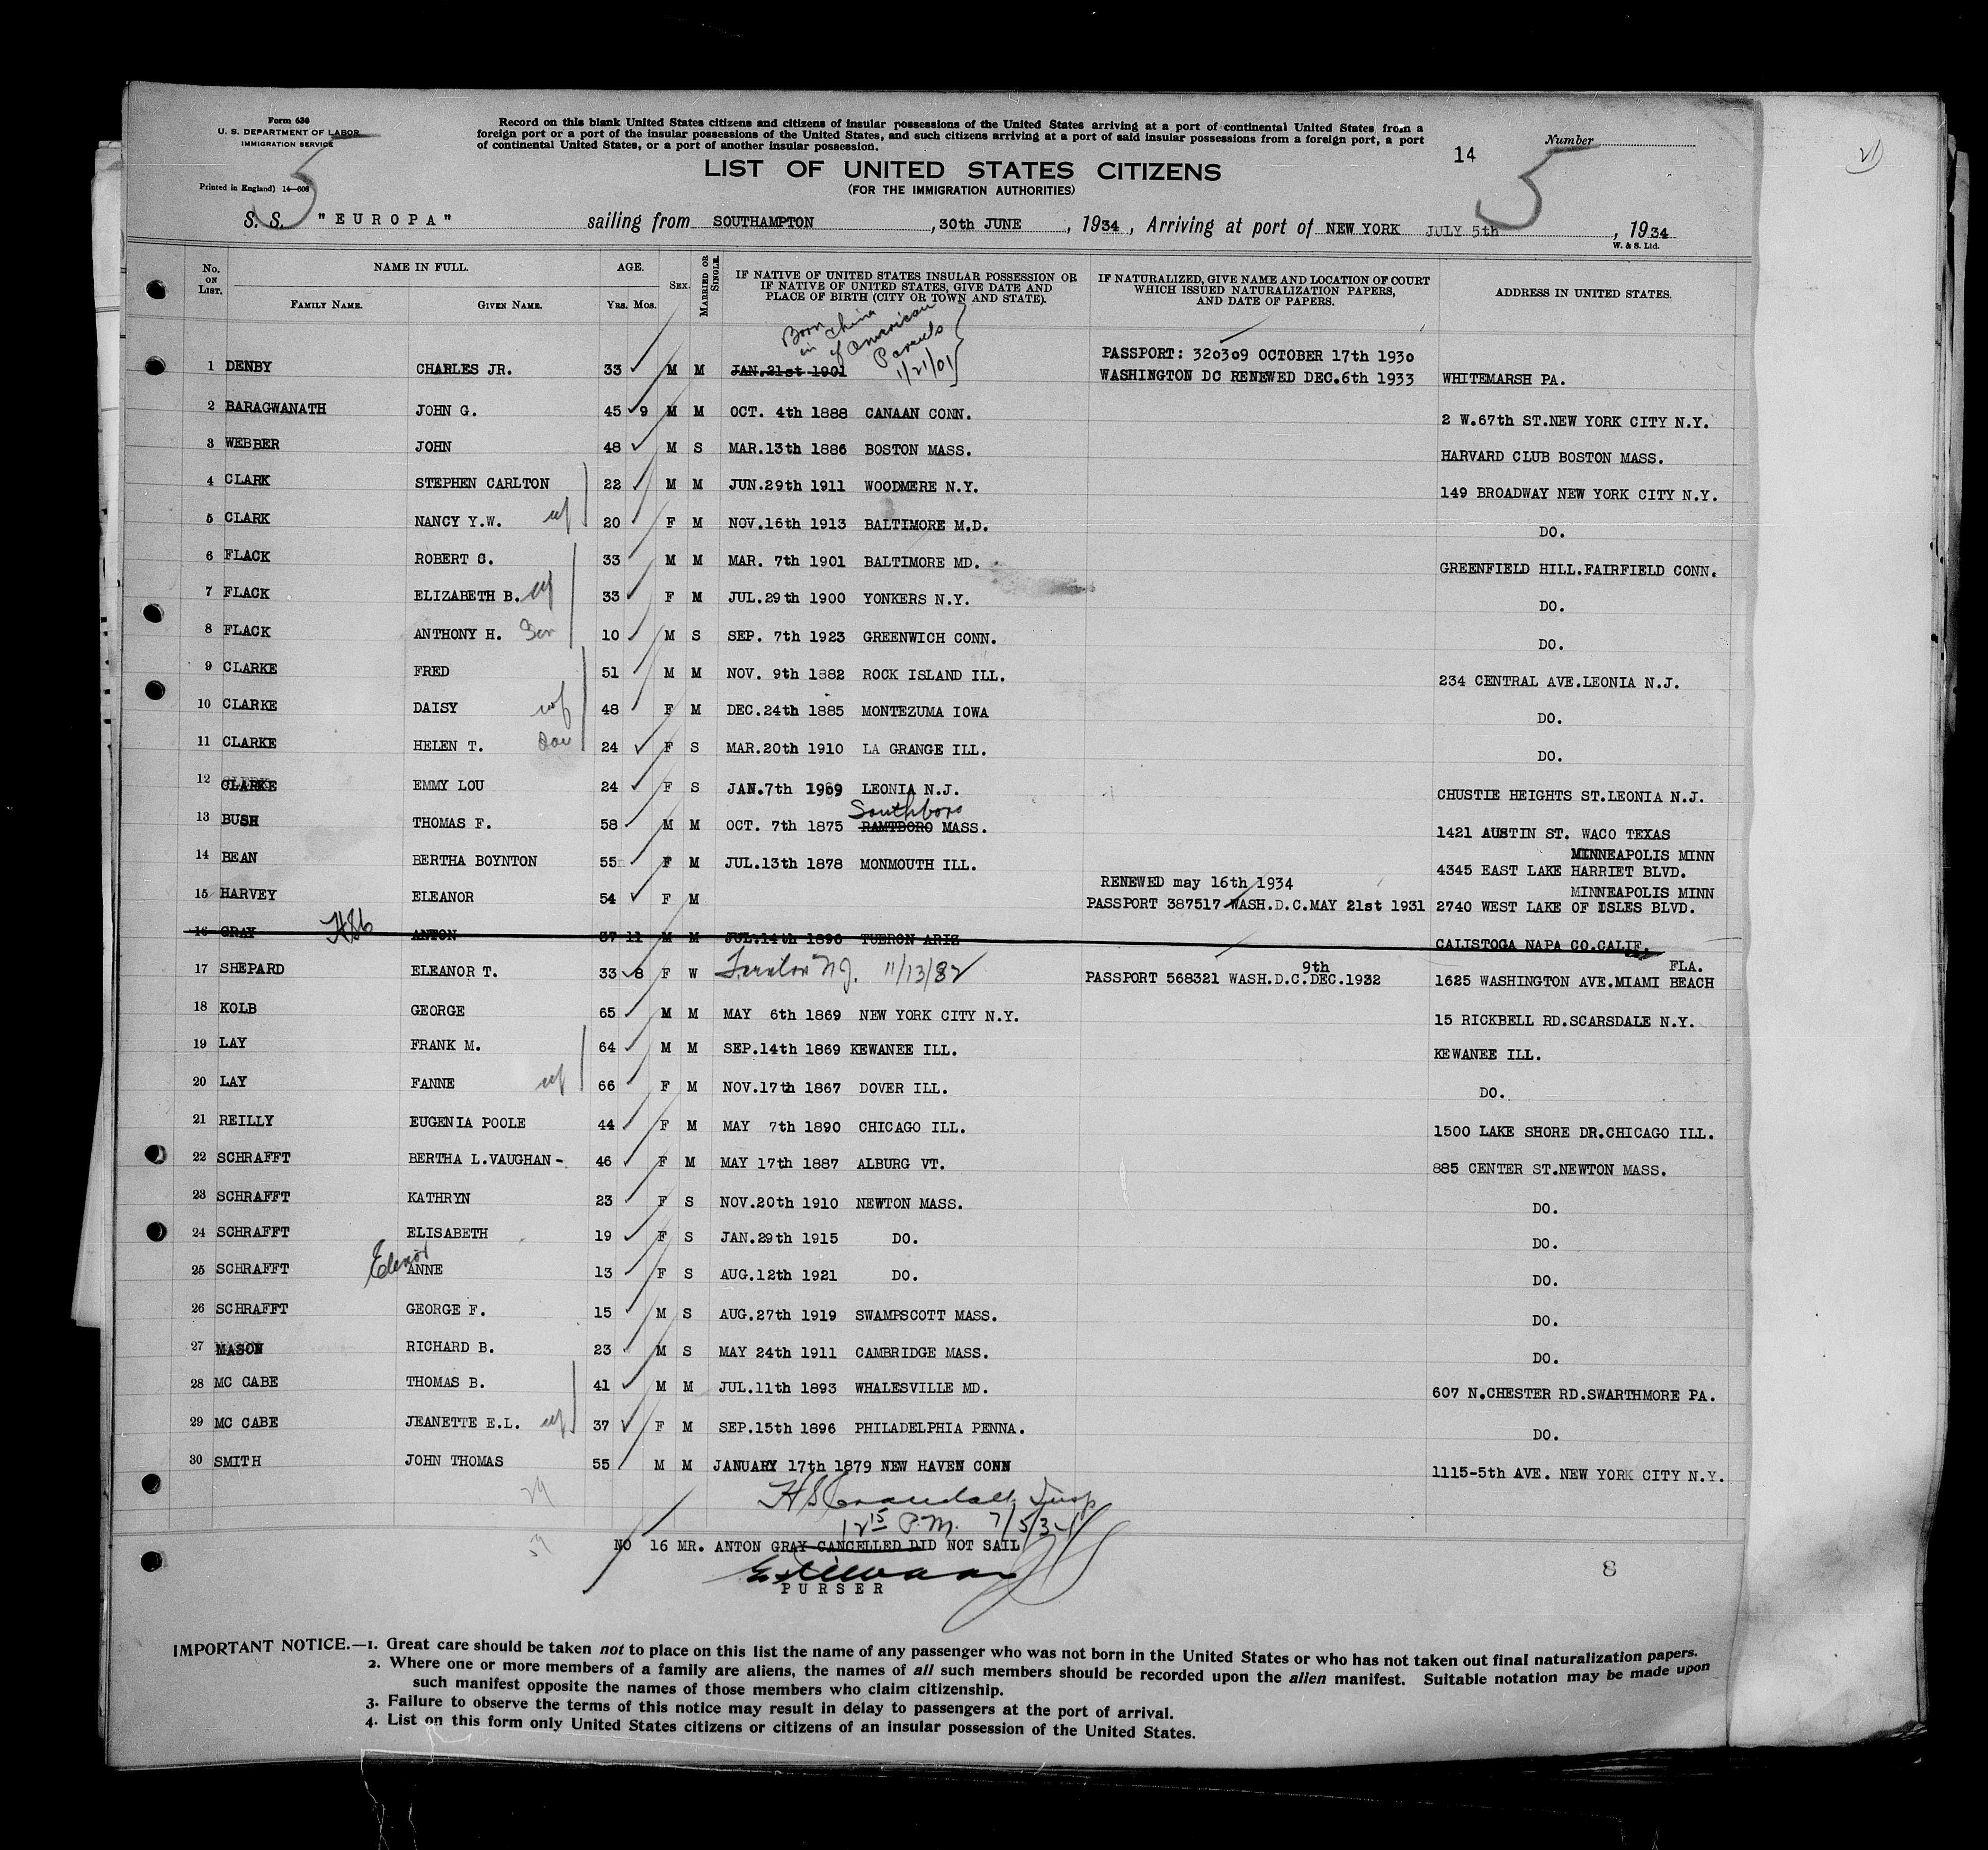 Form 630
U. S. DEPARTMENT OF LABOR
IMMIGRATION SERVICE
Printed in England) 14—608
5
Record on this blank United States citizens and citizens of insular possessions of the United States arriving at a port of continental United States from a
foreign port or a port of the insular possessions of the United States, and such citizens arriving at a port of said insular possessions from a foreign port, a port
of continental United States, or a port of another insular possession.
14
Number
5
LIST OF UNITED STATES CITIZENS
(FOR THE IMMIGRATION AUTHORITIES)
S. S. "EUROPA" sailing from SOUTHAMPTON, 30th JUNE, 1934, Arriving at port of NEW YORK JULY 5th, 1934
W. & S. Ltd.
No. ON LIST. NAME IN FULL. FAMILY NAME. GIVEN NAME. AGE. Yrs. Mos. SEX. MARRIED OR SINGLE. IF NATIVE OF UNITED STATES INSULAR POSSESSION OR IF NATIVE OF UNITED STATES, GIVE DATE AND PLACE OF BIRTH (CITY OR TOWN AND STATE). IF NATURALIZED, GIVE NAME AND LOCATION OF COURT WHICH ISSUED NATURALIZATION PAPERS, AND DATE OF PAPERS. ADDRESS IN UNITED STATES.
Born in China of American Parents 1/21/01
1 DENBY CHARLES JR. 33 M M JAN.21st 1901 PASSPORT: 320309 OCTOBER 17th 1930 WASHINGTON DC RENEWED DEC.6th 1933 WHITEMARSH PA.
2 BARAGWANATH JOHN G. 45 9 M M OCT. 4th 1888 CANAAN CONN. 2 W.67th ST.NEW YORK CITY N.Y.
3 WEBBER JOHN 48 M S MAR.13th 1886 BOSTON MASS. HARVARD CLUB BOSTON MASS.
4 CLARK STEPHEN CARLTON 22 M M JUN.29th 1911 WOODMERE N.Y. 149 BROADWAY NEW YORK CITY N.Y.
5 CLARK NANCY Y.W. wf 20 F M NOV.16th 1913 BALTIMORE M.D. DO.
6 FLACK ROBERT C. 33 M M MAR. 7th 1901 BALTIMORE MD. GREENFIELD HILL.FAIRFIELD CONN.
7 FLACK ELIZABETH B. wf 33 F M JUL.29th 1900 YONKERS N.Y. DO.
8 FLACK ANTHONY H. Son 10 M S SEP. 7th 1923 GREENWICH CONN. DO.
9 CLARKE FRED 51 M M NOV. 9th 1882 ROCK ISLAND ILL. 234 CENTRAL AVE.LEONIA N.J.
10 CLARKE DAISY wf 48 F M DEC.24th 1885 MONTEZUMA IOWA DO.
11 CLARKE HELEN T. dau 24 F S MAR.20th 1910 LA GRANGE ILL. DO.
12 CLARKE EMMY LOU 24 F S JAN.7th 1909 LEONIA N.J. CHUSTIE HEIGHTS ST.LEONIA N.J.
13 BUSH THOMAS F. 58 M M OCT. 7th 1875 RAMTBORO Southboro MASS. 1421 AUSTIN ST. WACO TEXAS
14 BEAN BERTHA BOYNTON 55 F M JUL.13th 1878 MONMOUTH ILL. MINNEAPOLIS MINN 4345 EAST LAKE HARRIET BLVD.
15 HARVEY ELEANOR 54 F M RENEWED may 16th 1934 PASSPORT 387517 WASH.D.C.MAY 21st 1931 MINNEAPOLIS MINN 2740 WEST LAKE OF ISLES BLVD.
16 GRAY ANTON 37 11 M M JUL.14th 1896 TUBRON ARIZ CALISTOGA NAPA CO.CALIF.
17 SHEPARD ELEANOR T. 33 8 F W N.J. 11/13/82 PASSPORT 568321 WASH.D.C. 9th DEC.1932 1625 WASHINGTON AVE.MIAMI BEACH FLA.
18 KOLB GEORGE 65 M M MAY 6th 1869 NEW YORK CITY N.Y. 15 RICKBELL RD.SCARSDALE N.Y.
19 LAY FRANK M. 64 M M SEP.14th 1869 KEWANEE ILL. KEWANEE ILL.
20 LAY FANNE wf 66 F M NOV.17th 1867 DOVER ILL. DO.
21 REILLY EUGENIA POOLE 44 F M MAY 7th 1890 CHICAGO ILL. 1500 LAKE SHORE DR.CHICAGO ILL.
22 SCHRAFFT BERTHA L.VAUGHAN- 46 F M MAY 17th 1887 ALBURG VT. 885 CENTER ST.NEWTON MASS.
23 SCHRAFFT KATHRYN 23 F S NOV.20th 1910 NEWTON MASS. DO.
24 SCHRAFFT ELISABETH 19 F S JAN.29th 1915 DO. DO.
25 SCHRAFFT Elenor ANNE 13 F S AUG.12th 1921 DO. DO.
26 SCHRAFFT GEORGE F. 15 M S AUG.27th 1919 SWAMPSCOTT MASS. DO.
27 MASON RICHARD B. 23 M S MAY 24th 1911 CAMBRIDGE MASS. DO.
28 MC CABE THOMAS B. 41 M M JUL.11th 1893 WHALESVILLE MD. 607 N.CHESTER RD.SWARTHMORE PA.
29 MC CABE JEANETTE E.L. wf 37 F M SEP.15th 1896 PHILADELPHIA PENNA. DO.
30 SMITH JOHN THOMAS 55 M M JANUARY 17th 1879 NEW HAVEN CONN 1115-5th AVE. NEW YORK CITY N.Y.
H S Crandall Insp
12 15 P.M. 7/5/34
NO 16 MR. ANTON GRAY CANCELLED DID NOT SAIL
PURSER
8
IMPORTANT NOTICE.—1. Great care should be taken not to place on this list the name of any passenger who was not born in the United States or who has not taken out final naturalization papers.
2. Where one or more members of a family are aliens, the names of all such members should be recorded upon the alien manifest. Suitable notation may be made upon
such manifest opposite the names of those members who claim citizenship.
3. Failure to observe the terms of this notice may result in delay to passengers at the port of arrival.
4. List on this form only United States citizens or citizens of an insular possession of the United States.